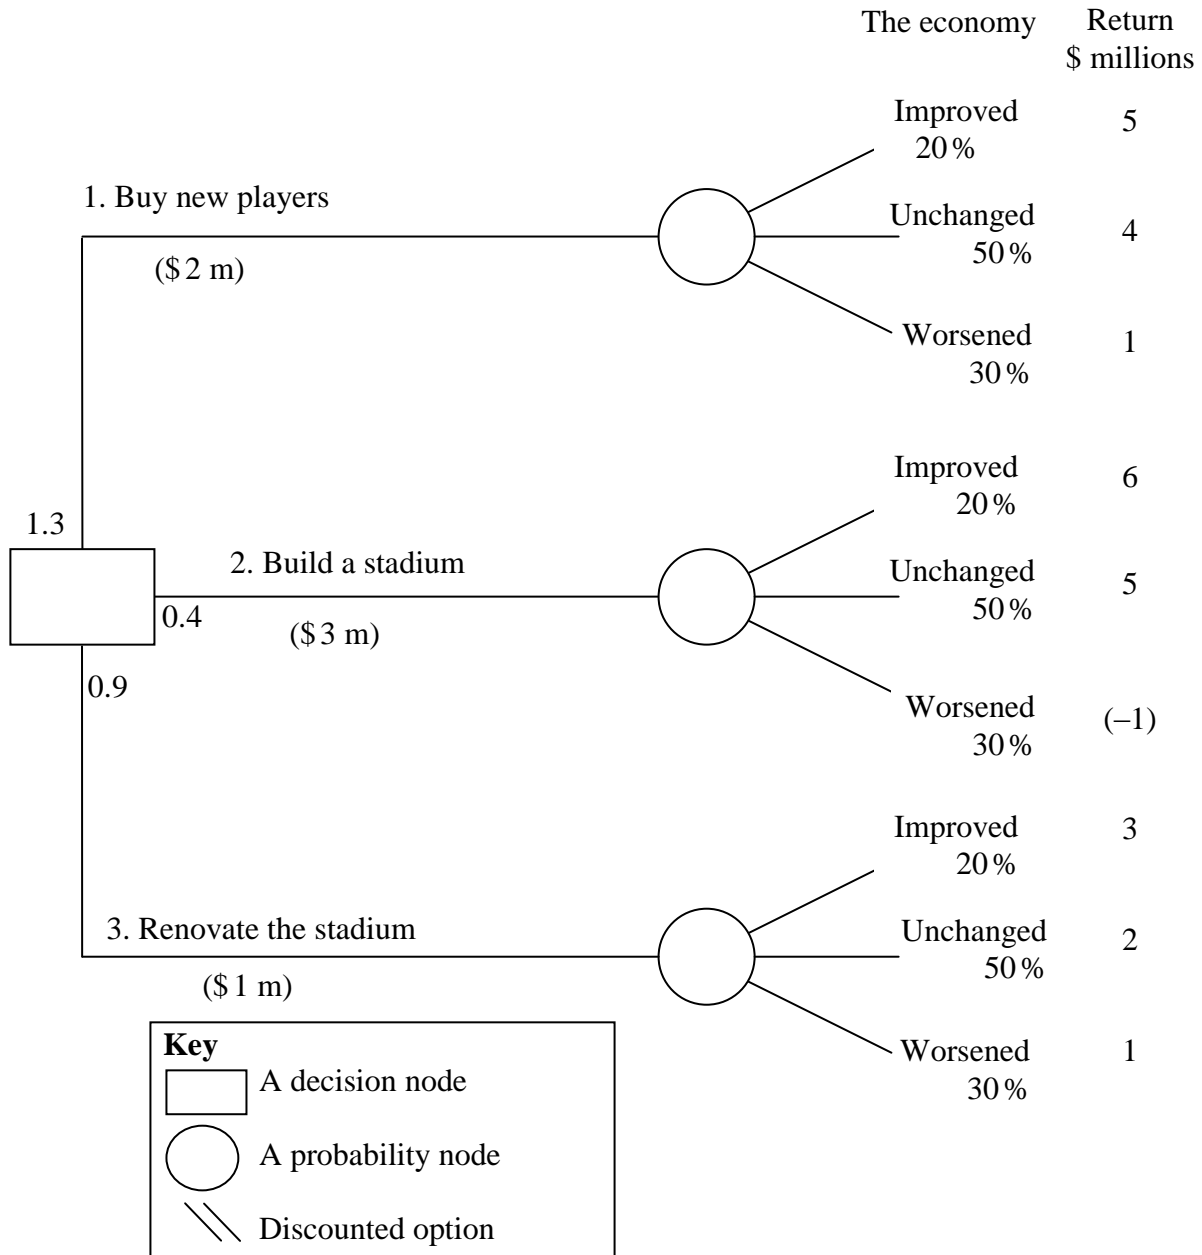 The economy Return
$ millions
Improved 5
20%
1. Buy new players
Unchanged 4
50%
($2 m)
Worsened 1
30%
Improved 6
20%
1.3
2. Build a stadium
Unchanged 5
50%
0.4
($3 m)
0.9
Worsened (–1)
30%
Improved 3
20%
3. Renovate the stadium
Unchanged 2
50%
($1 m)
Key
Worsened 1
30%
A decision node
A probability node
Discounted option